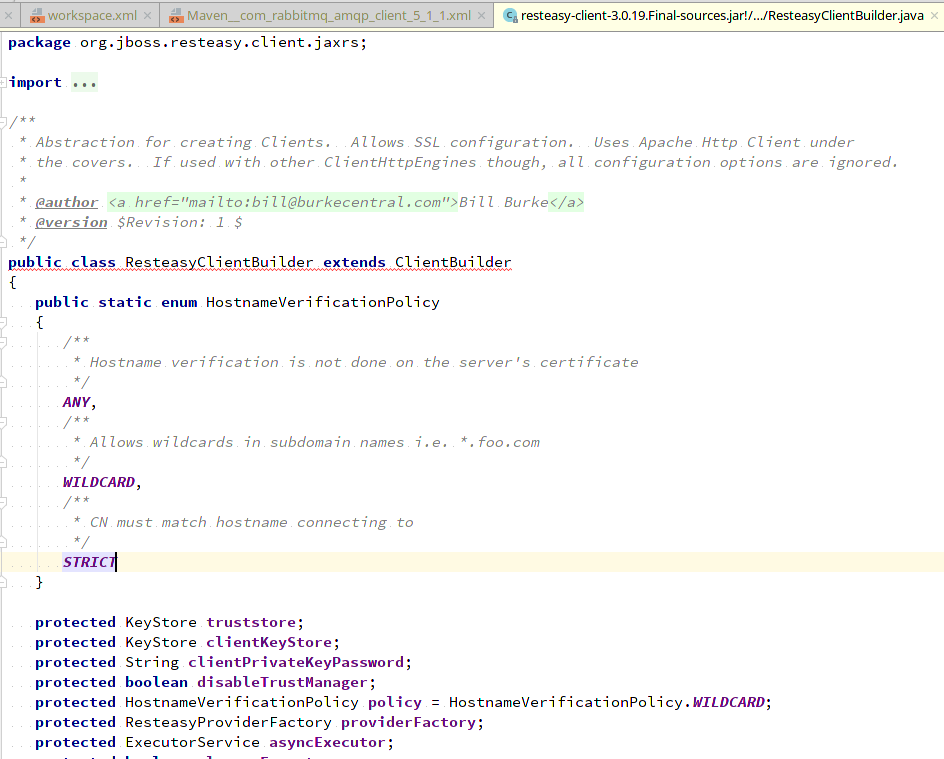 workspace.xml Maven__com_rabbitmq_amqp_client_5_1_1.xml resteasy-client-3.0.19.Final-sources.jar!/.../ResteasyClientBuilder.java
package org.jboss.resteasy.client.jaxrs;
import ...
/**
* Abstraction for creating Clients.  Allows SSL configuration.  Uses Apache Http Client under
* the covers.  If used with other ClientHttpEngines though, all configuration options are ignored.
*
* @author <a href="mailto:bill@burkecentral.com">Bill Burke</a>
* @version $Revision: 1 $
*/
public class ResteasyClientBuilder extends ClientBuilder
{
public static enum HostnameVerificationPolicy
{
/**
* Hostname verification is not done on the server's certificate
*/
ANY,
/**
* Allows wildcards in subdomain names i.e. *.foo.com
*/
WILDCARD,
/**
* CN must match hostname connecting to
*/
STRICT
}
protected KeyStore truststore;
protected KeyStore clientKeyStore;
protected String clientPrivateKeyPassword;
protected boolean disableTrustManager;
protected HostnameVerificationPolicy policy = HostnameVerificationPolicy.WILDCARD;
protected ResteasyProviderFactory providerFactory;
protected ExecutorService asyncExecutor;